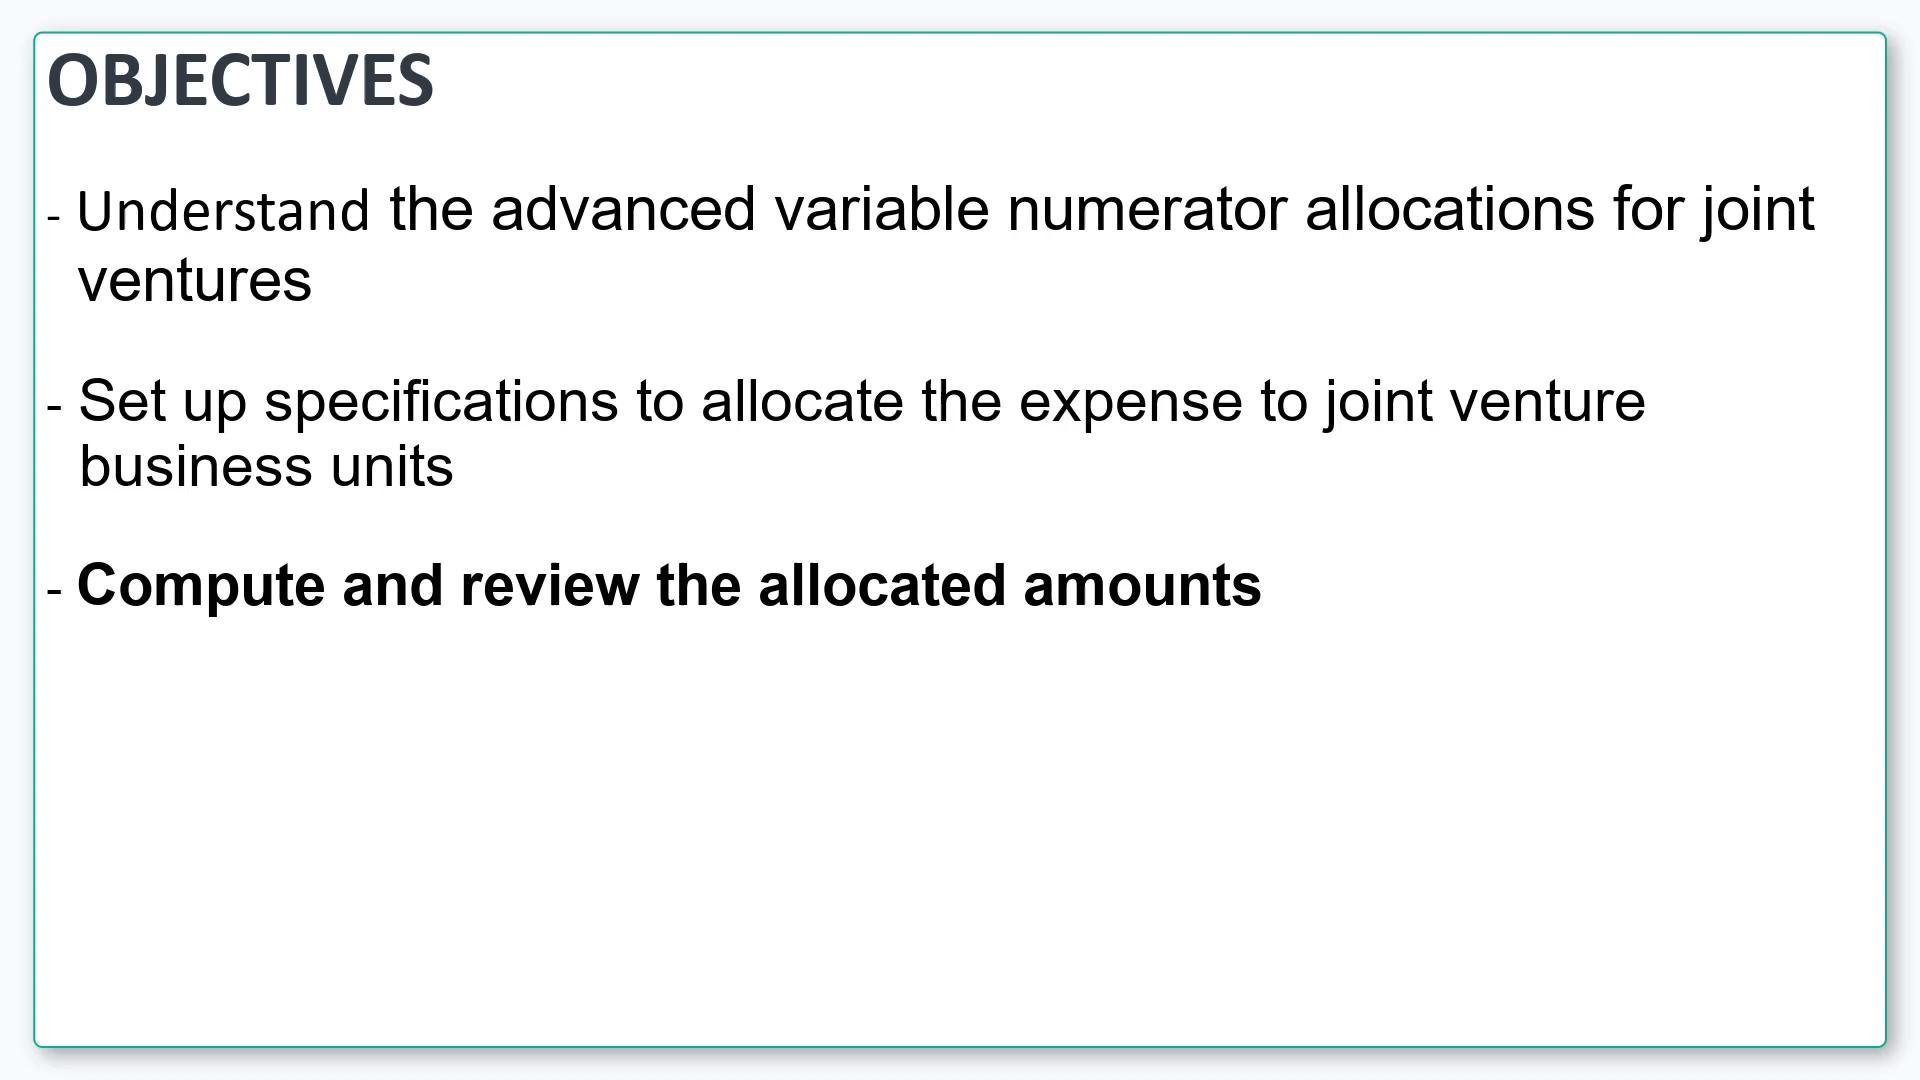 OBJECTIVES
- Understand the advanced variable numerator allocations for joint
ventures
- Set up specifications to allocate the expense to joint venture
business units
- Compute and review the allocated amounts